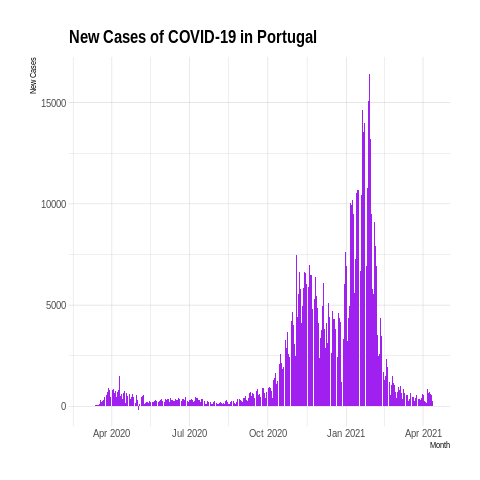 New Cases of COVID-19 in Portugal
New Cases
15000
10000
5000
0
Apr 2020 Jul 2020 Oct 2020 Jan 2021 Apr 2021
Month